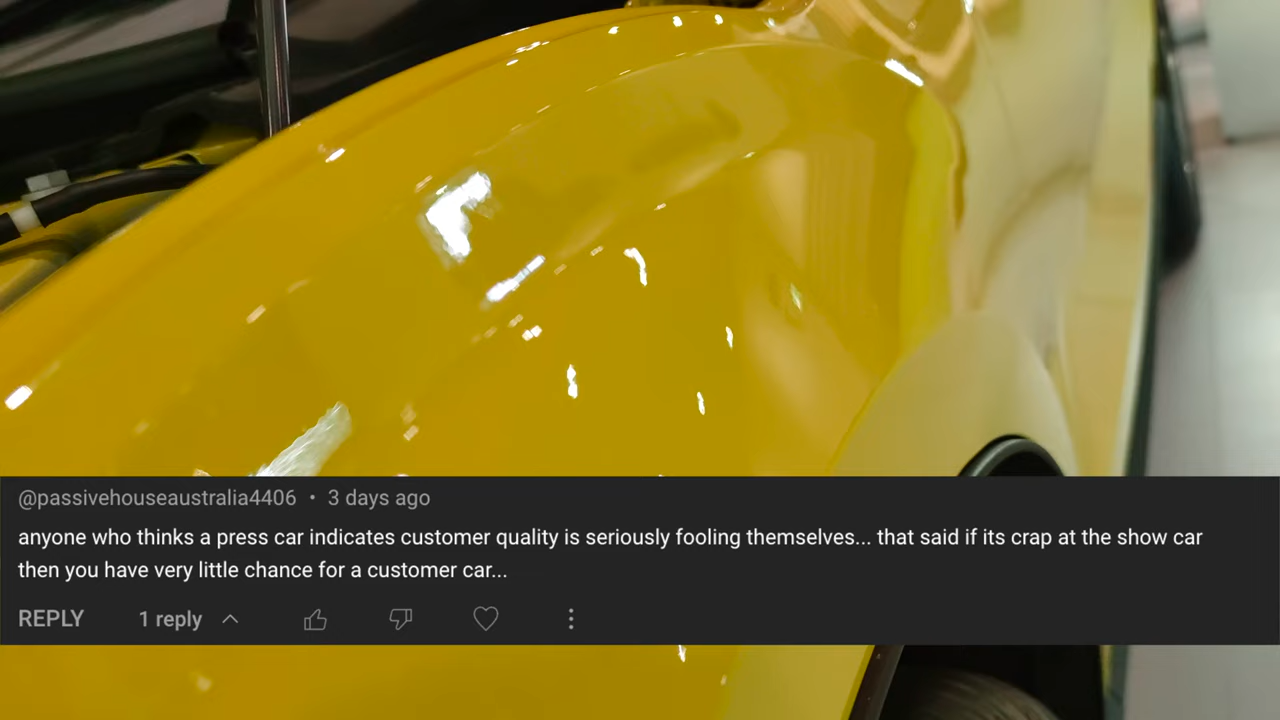 @passivehouseaustralia4406 • 3 days ago
anyone who thinks a press car indicates customer quality is seriously fooling themselves... that said if its crap at the show car
then you have very little chance for a customer car...
REPLY 1 reply